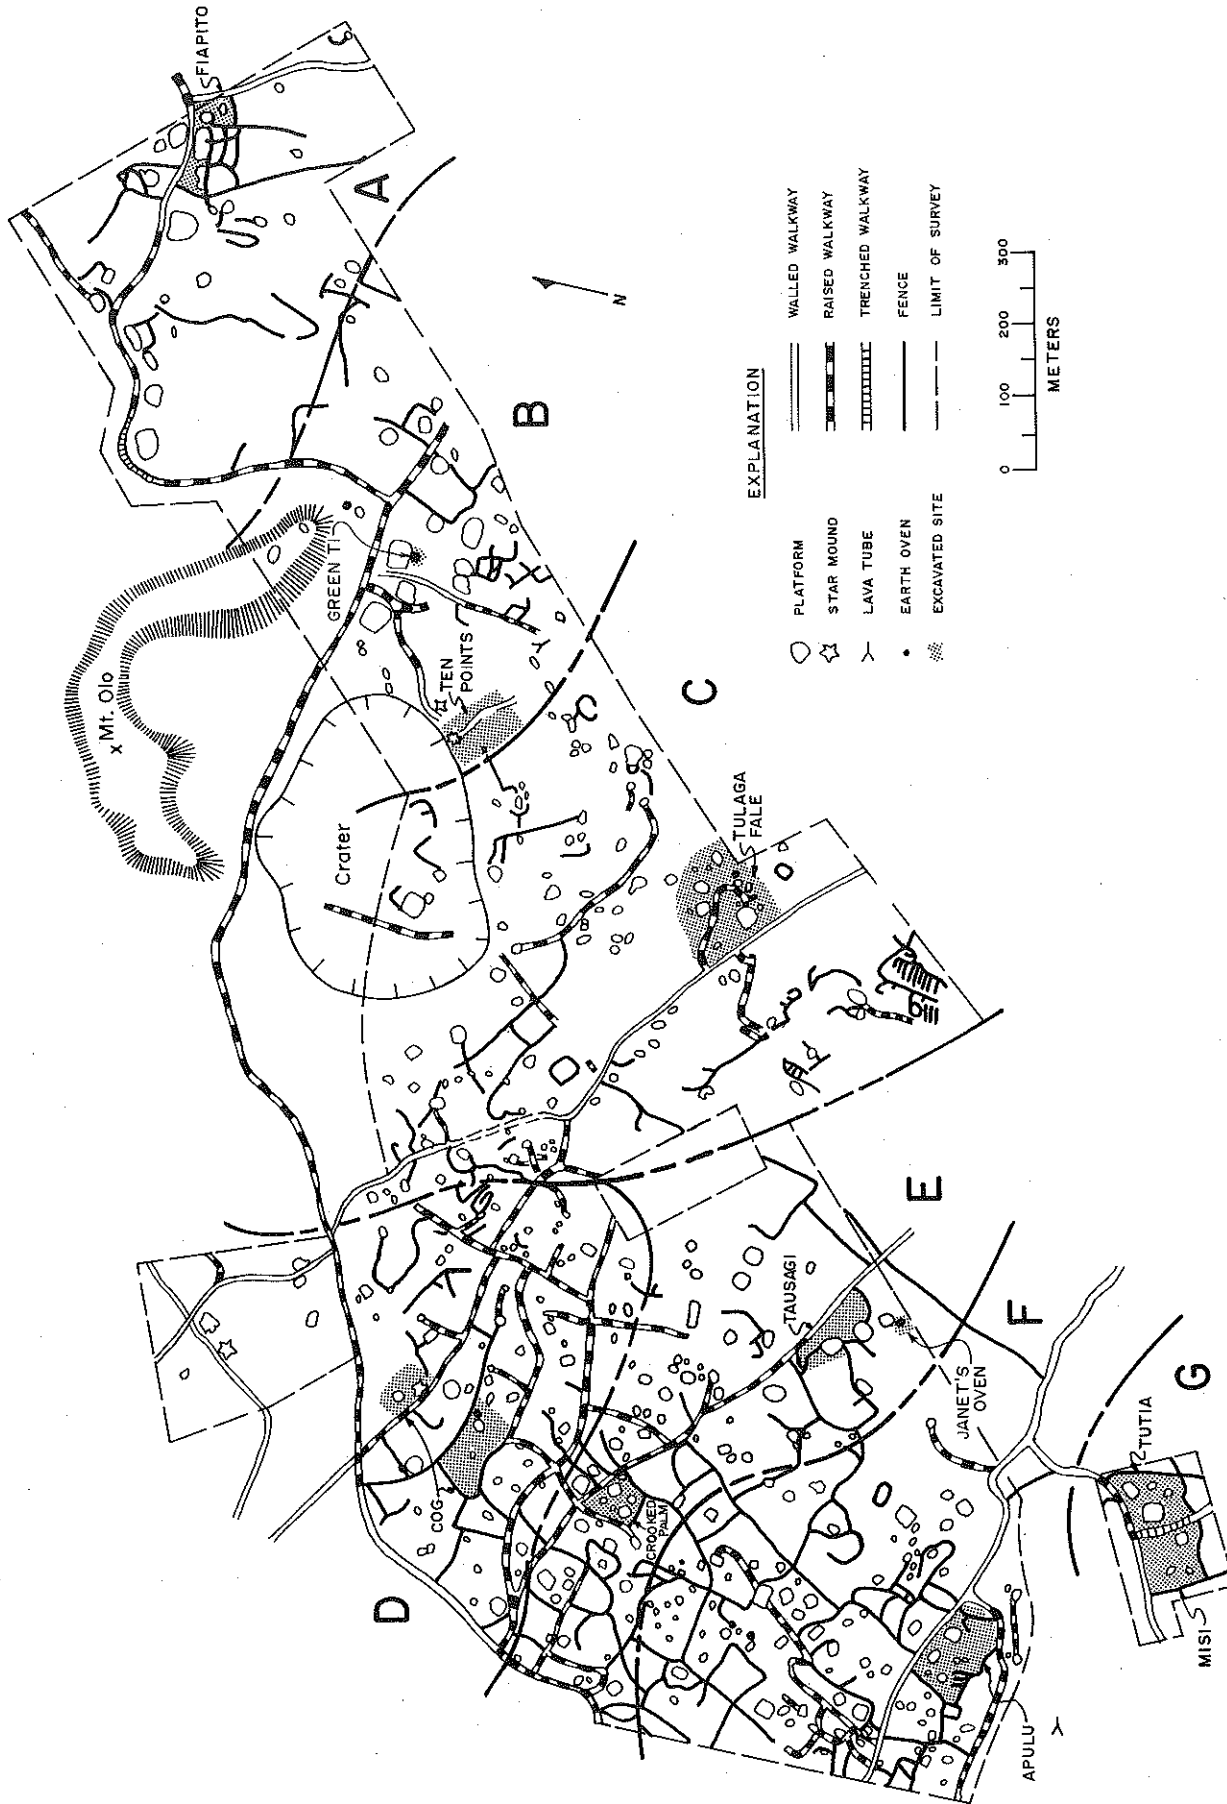 FIAPITO
A
x Mt. Olo
GREEN TI
B
TEN
POINTS
Crater
C
TULAGA
FALE
D
COG
CROOKED
PALM
TAUSAGI
E
JANET'S
OVEN
F
G
TUTIA
MISI
APULU
N
EXPLANATION
PLATFORM
STAR MOUND
LAVA TUBE
EARTH OVEN
EXCAVATED SITE
WALLED WALKWAY
RAISED WALKWAY
TRENCHED WALKWAY
FENCE
LIMIT OF SURVEY
0 100 200 300
METERS